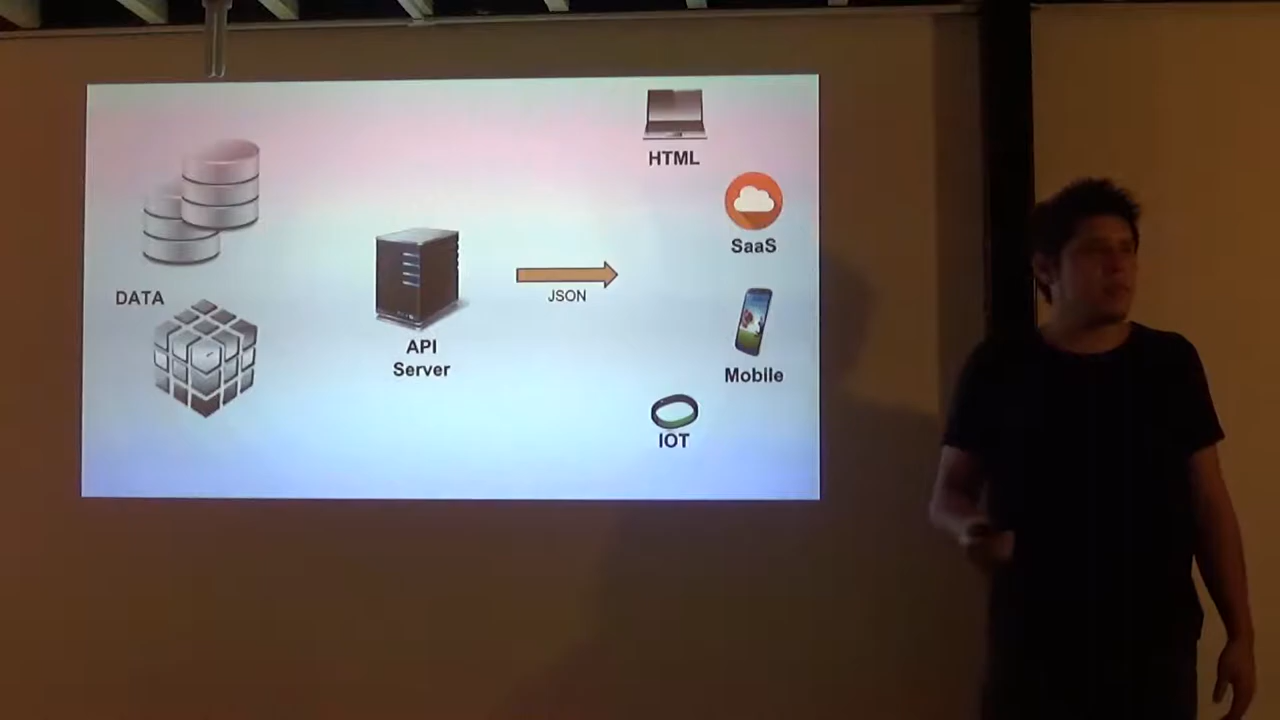 DATA
API
Server
JSON
HTML
SaaS
Mobile
IOT